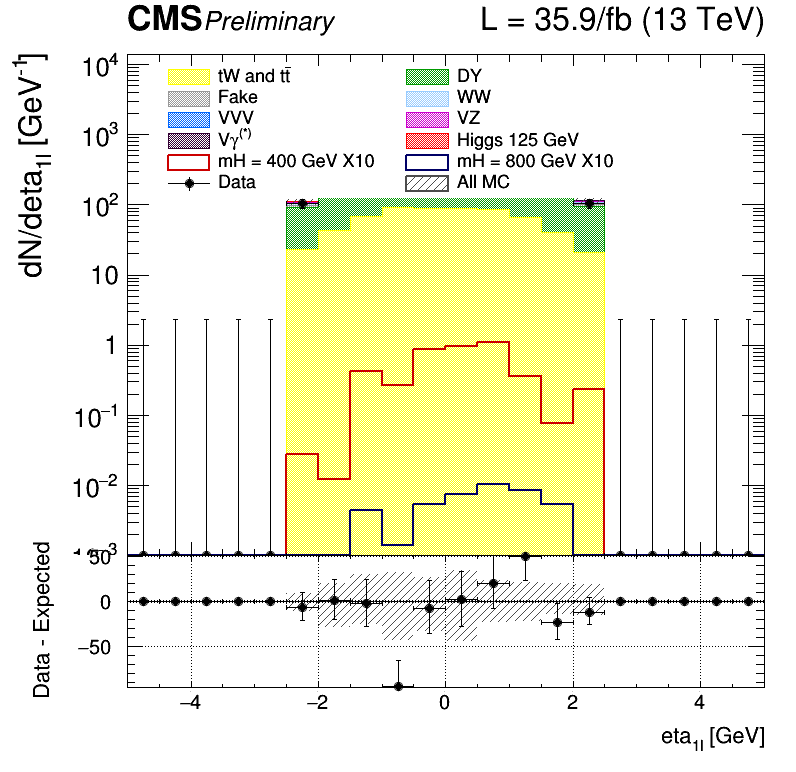 CMS Preliminary L = 35.9/fb (13 TeV)
dN/deta1l [GeV-1]
tW and tt̄ DY
Fake WW
VVV VZ
Vγ(*) Higgs 125 GeV
mH = 400 GeV X10 mH = 800 GeV X10
Data All MC
10⁴
10³
10²
10
1
10⁻¹
10⁻²
Data - Expected
50
0
−50
−4 −2 0 2 4
eta1l [GeV]